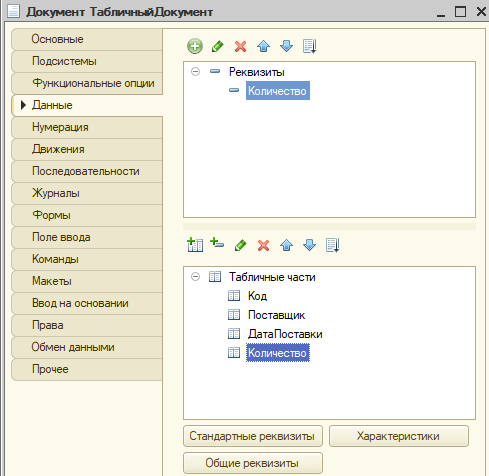 Документ ТабличныйДокумент
Основные
Подсистемы
Функциональные опции
Данные
Нумерация
Движения
Последовательности
Журналы
Формы
Поле ввода
Команды
Макеты
Ввод на основании
Права
Обмен данными
Прочее
Реквизиты
Количество
Табличные части
Код
Поставщик
ДатаПоставки
Количество
Стандартные реквизиты
Характеристики
Общие реквизиты